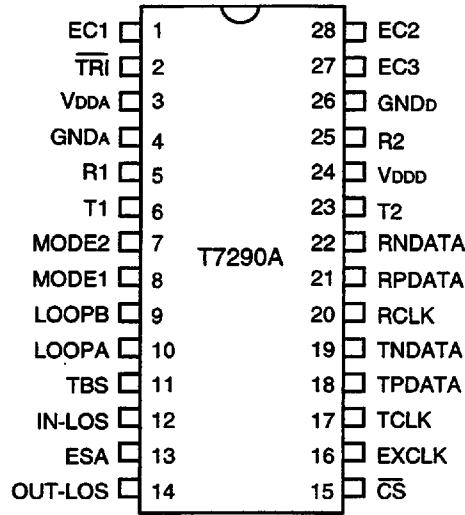 EC1 1 28 EC2
T̅R̅I̅ 2 27 EC3
VDDA 3 26 GNDD
GNDA 4 25 R2
R1 5 24 VDDD
T1 6 23 T2
MODE2 7 22 RNDATA
T7290A
MODE1 8 21 RPDATA
LOOPB 9 20 RCLK
LOOPA 10 19 TNDATA
TBS 11 18 TPDATA
IN-LOS 12 17 TCLK
ESA 13 16 EXCLK
OUT-LOS 14 15 C̅S̅